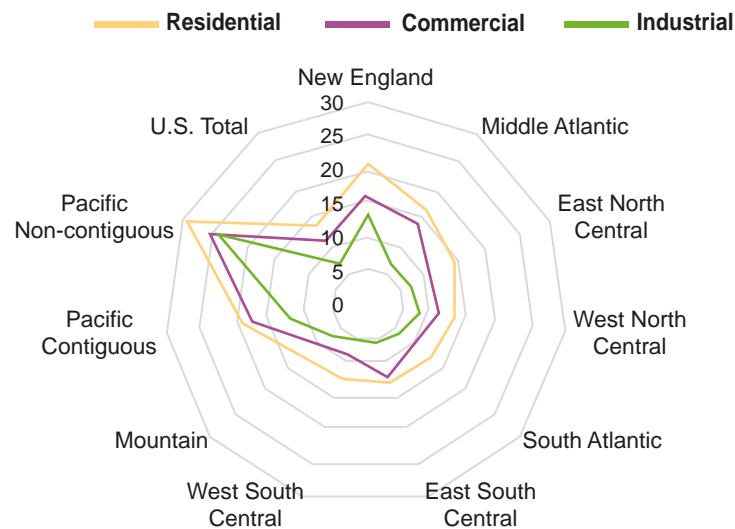 Residential
Commercial
Industrial
New England
Middle Atlantic
East North
Central
West North
Central
South Atlantic
East South
Central
West South
Central
Mountain
Pacific
Contiguous
Pacific
Non-contiguous
U.S. Total
30
25
20
15
10
5
0